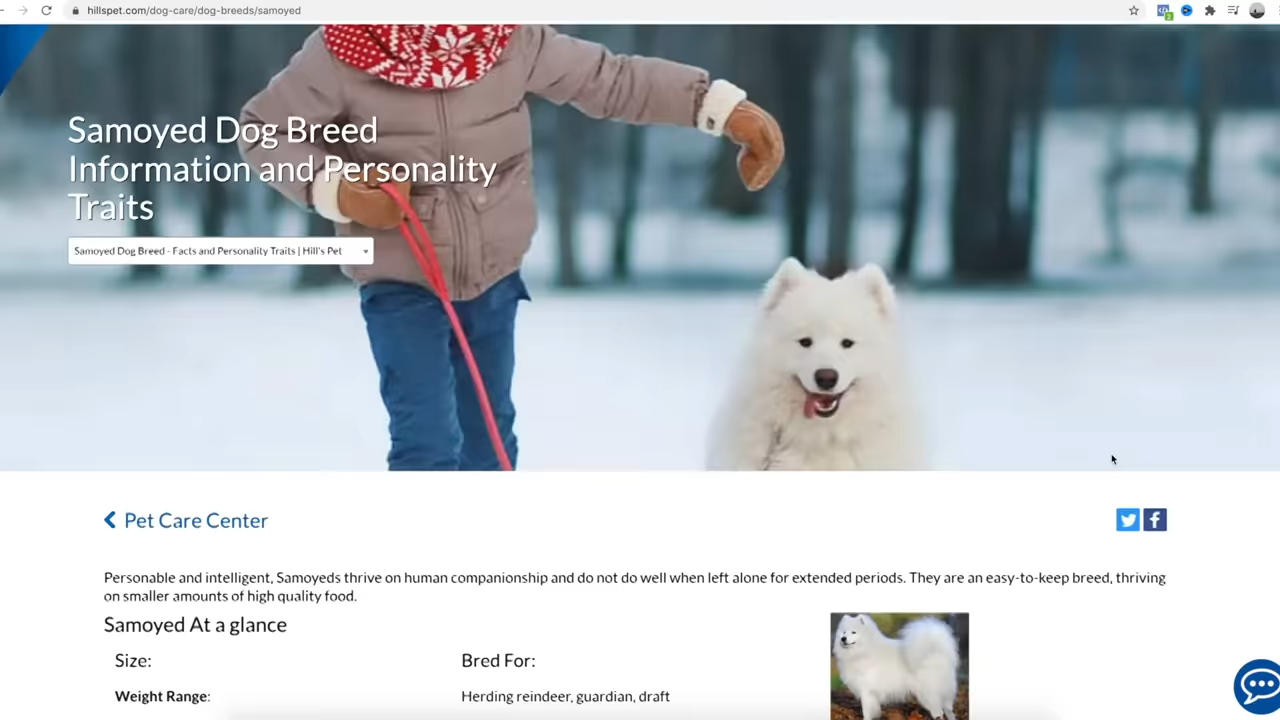 hillspet.com/dog-care/dog-breeds/samoyed
2
Samoyed Dog Breed
Information and Personality
Traits
Samoyed Dog Breed - Facts and Personality Traits | Hill's Pet
Pet Care Center
Personable and intelligent, Samoyeds thrive on human companionship and do not do well when left alone for extended periods. They are an easy-to-keep breed, thriving
on smaller amounts of high quality food.
Samoyed At a glance
Size:
Bred For:
Weight Range:
Herding reindeer, guardian, draft